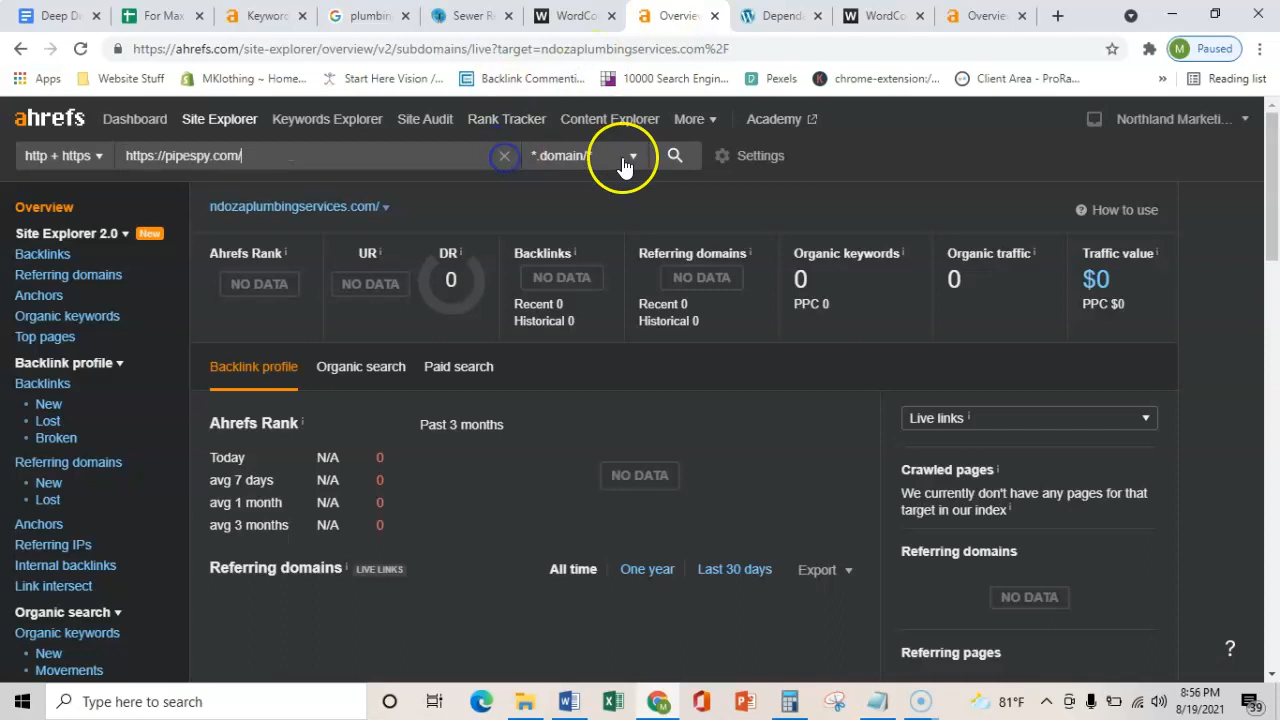 Deep D
For Max
Keyword
plumbin
Sewer R
WordCo
Overvie
Depend
WordCo
Overvie
https://ahrefs.com/site-explorer/overview/v2/subdomains/live?target=ndozaplumbingservices.com%2F
M Paused
Apps
Website Stuff
MKlothing ~ Home...
Start Here Vision /...
Backlink Commenti...
10000 Search Engin...
Pexels
chrome-extension:/...
Client Area - ProRa...
»
Reading list
ahrefs
Dashboard
Site Explorer
Keywords Explorer
Site Audit
Rank Tracker
Content Explorer
More
Academy
Northland Marketi...
http + https
https://pipespy.com/
*.domain/*
Settings
Overview
Site Explorer 2.0 New
Backlinks
Referring domains
Anchors
Organic keywords
Top pages
Backlink profile
Backlinks
• New
• Lost
• Broken
Referring domains
• New
• Lost
Anchors
Referring IPs
Internal backlinks
Link intersect
Organic search
Organic keywords
• New
• Movements
ndozaplumbingservices.com/
How to use
Ahrefs Rank i
NO DATA
UR i
NO DATA
DR i
0
Backlinks i
NO DATA
Recent 0
Historical 0
Referring domains i
NO DATA
Recent 0
Historical 0
Organic keywords i
0
PPC 0
Organic traffic i
0
Traffic value i
$0
PPC $0
Backlink profile
Organic search
Paid search
Ahrefs Rank i
Past 3 months
Today N/A 0
avg 7 days N/A 0
avg 1 month N/A 0
avg 3 months N/A 0
NO DATA
Referring domains i LIVE LINKS
All time
One year
Last 30 days
Export
Live links i
Crawled pages i
We currently don't have any pages for that
target in our index i
Referring domains
NO DATA
Referring pages
?
Type here to search
81°F
8:56 PM
8/19/2021
39